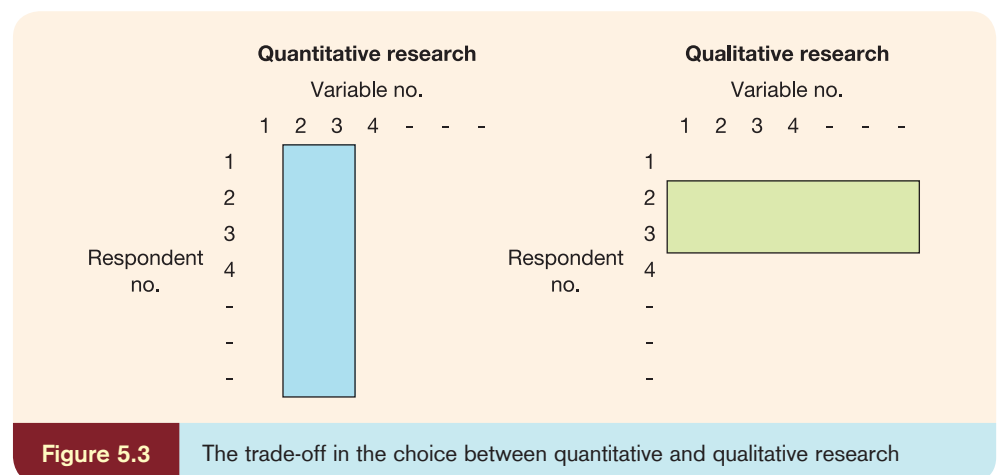 Quantitative research
Variable no.
1 2 3 4 - - -
1
2
3
Respondent
no.
4
-
-
-
Qualitative research
Variable no.
1 2 3 4 - - -
1
2
3
Respondent
no.
4
-
-
-
Figure 5.3 The trade-off in the choice between quantitative and qualitative research